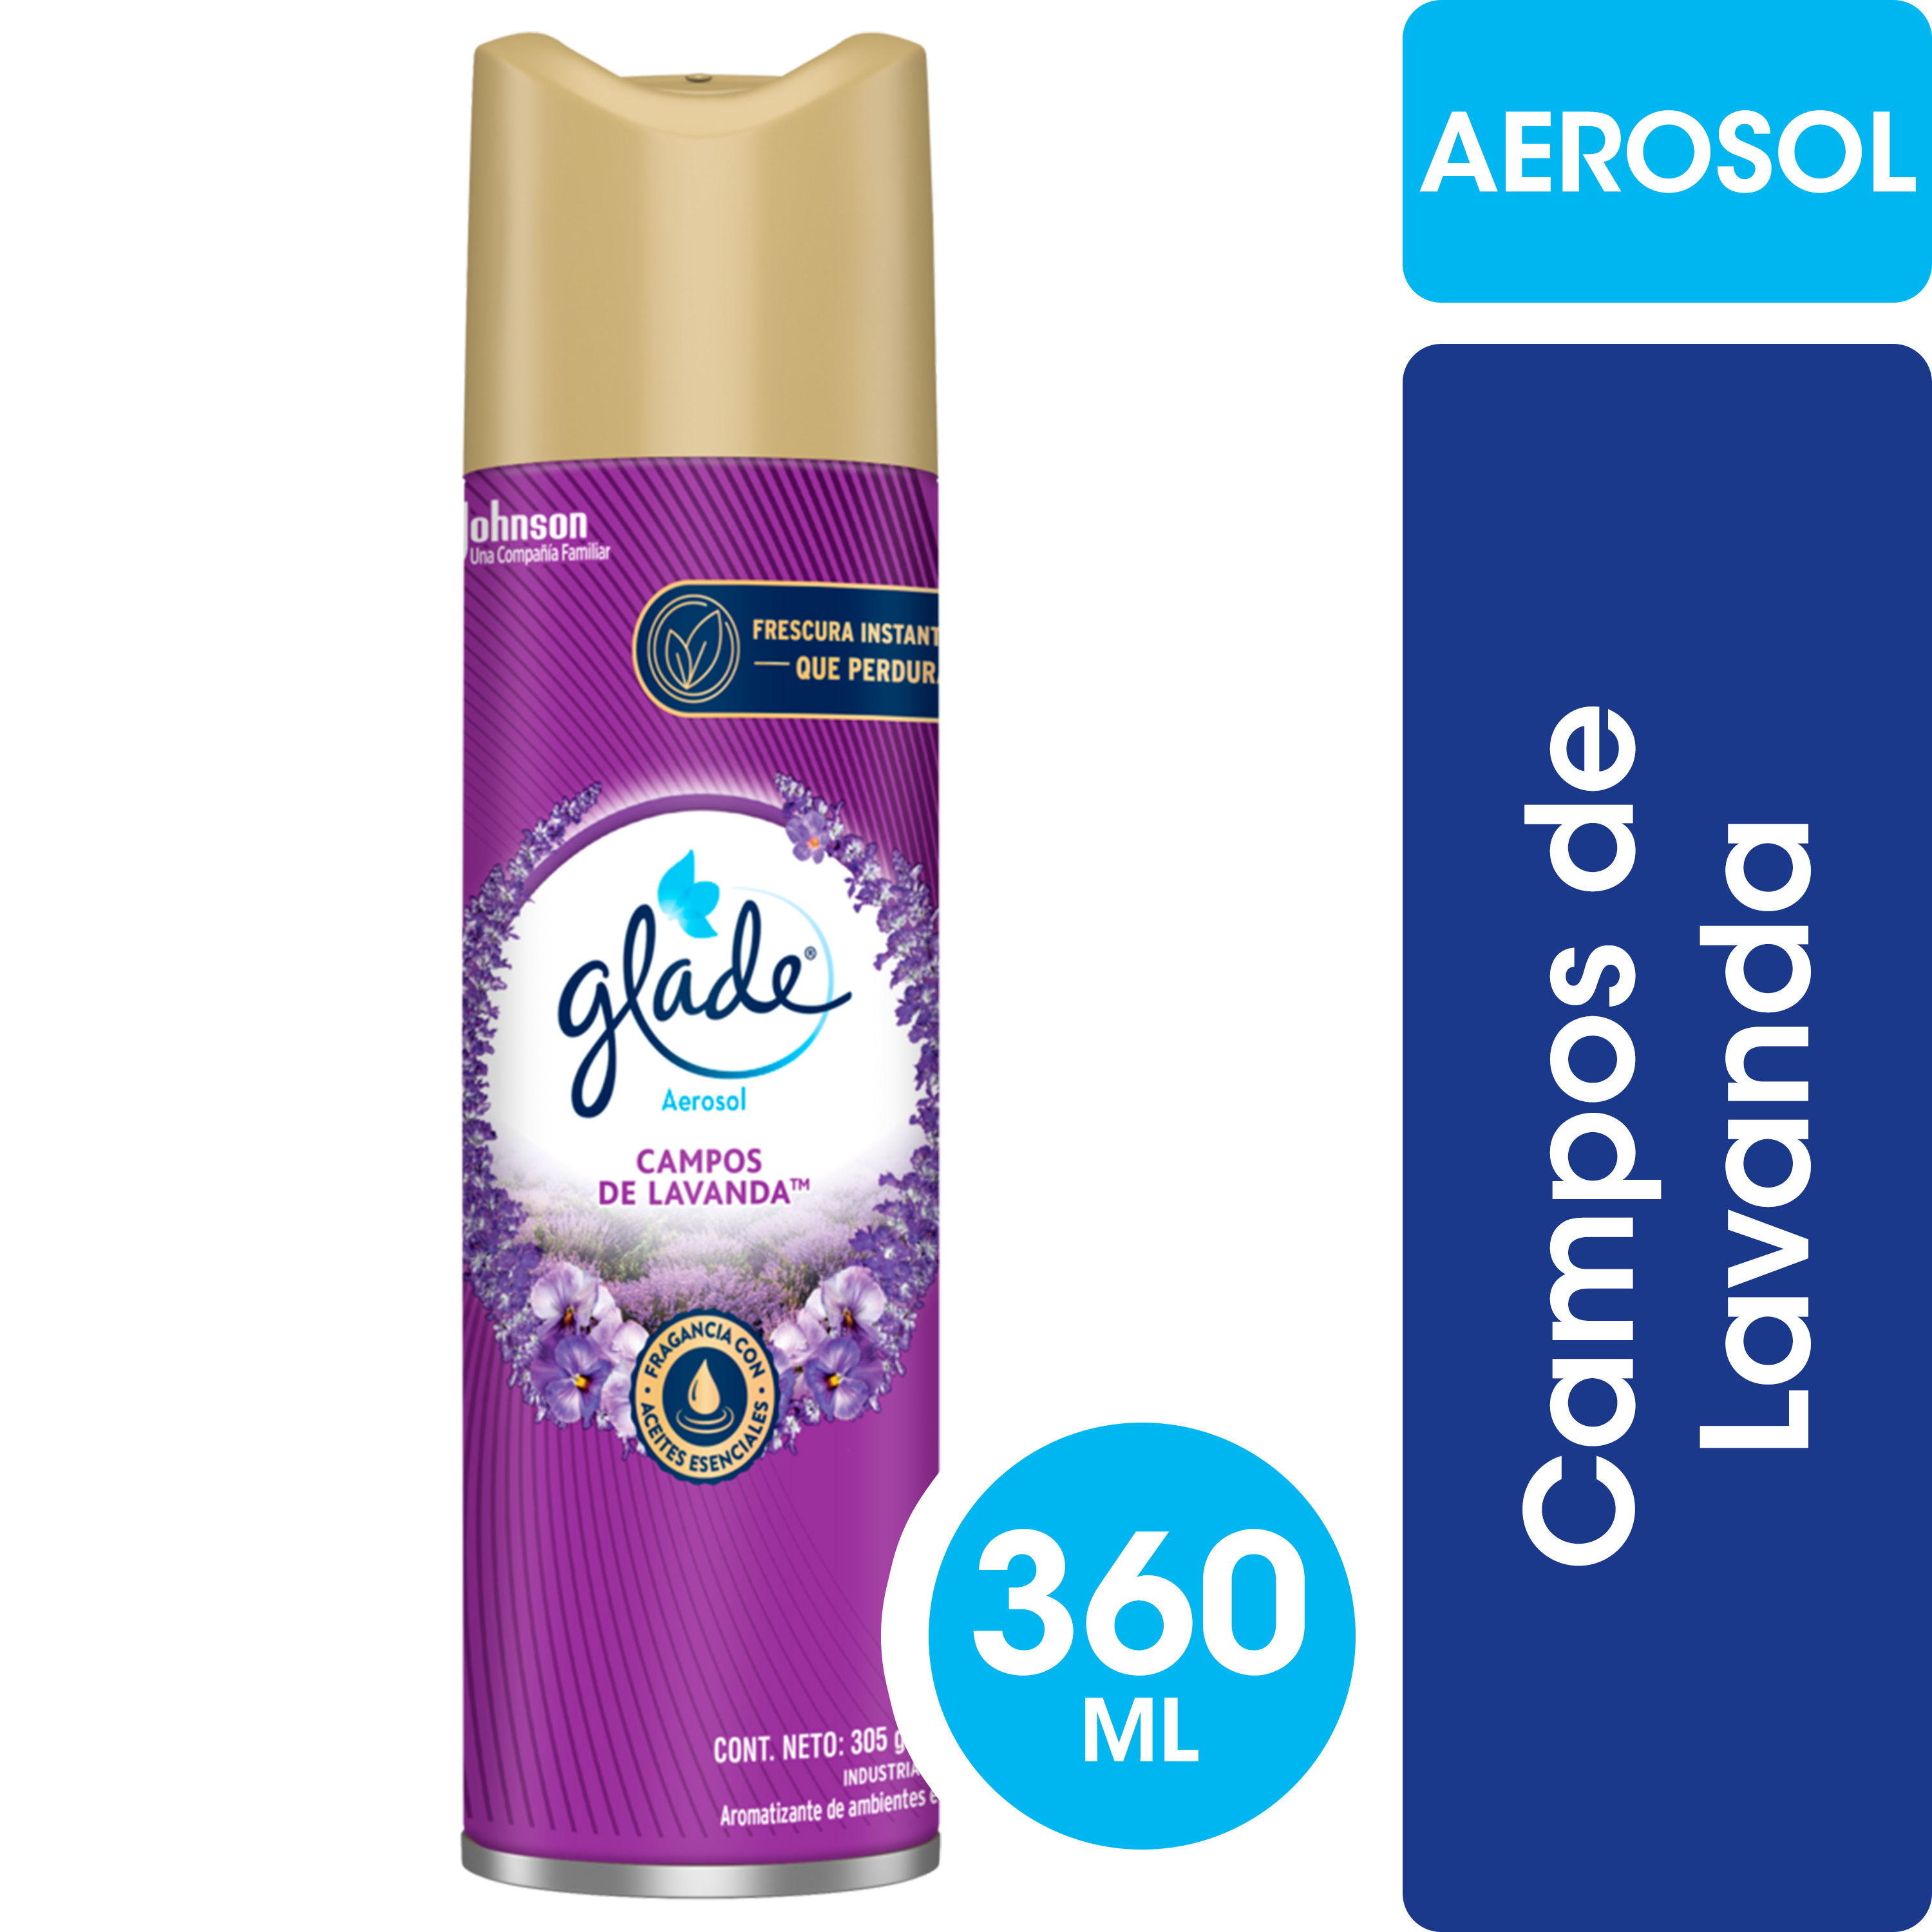 AEROSOL
Campos de
Lavanda
Johnson
Una Compañía Familiar
FRESCURA INSTANT
QUE PERDURA
glade®
Aerosol
CAMPOS
DE LAVANDA™
FRAGANCIA CON
ACEITES ESENCIALES
360
ML
CONT. NETO: 305 g
INDUSTRIA
Aromatizante de ambientes e